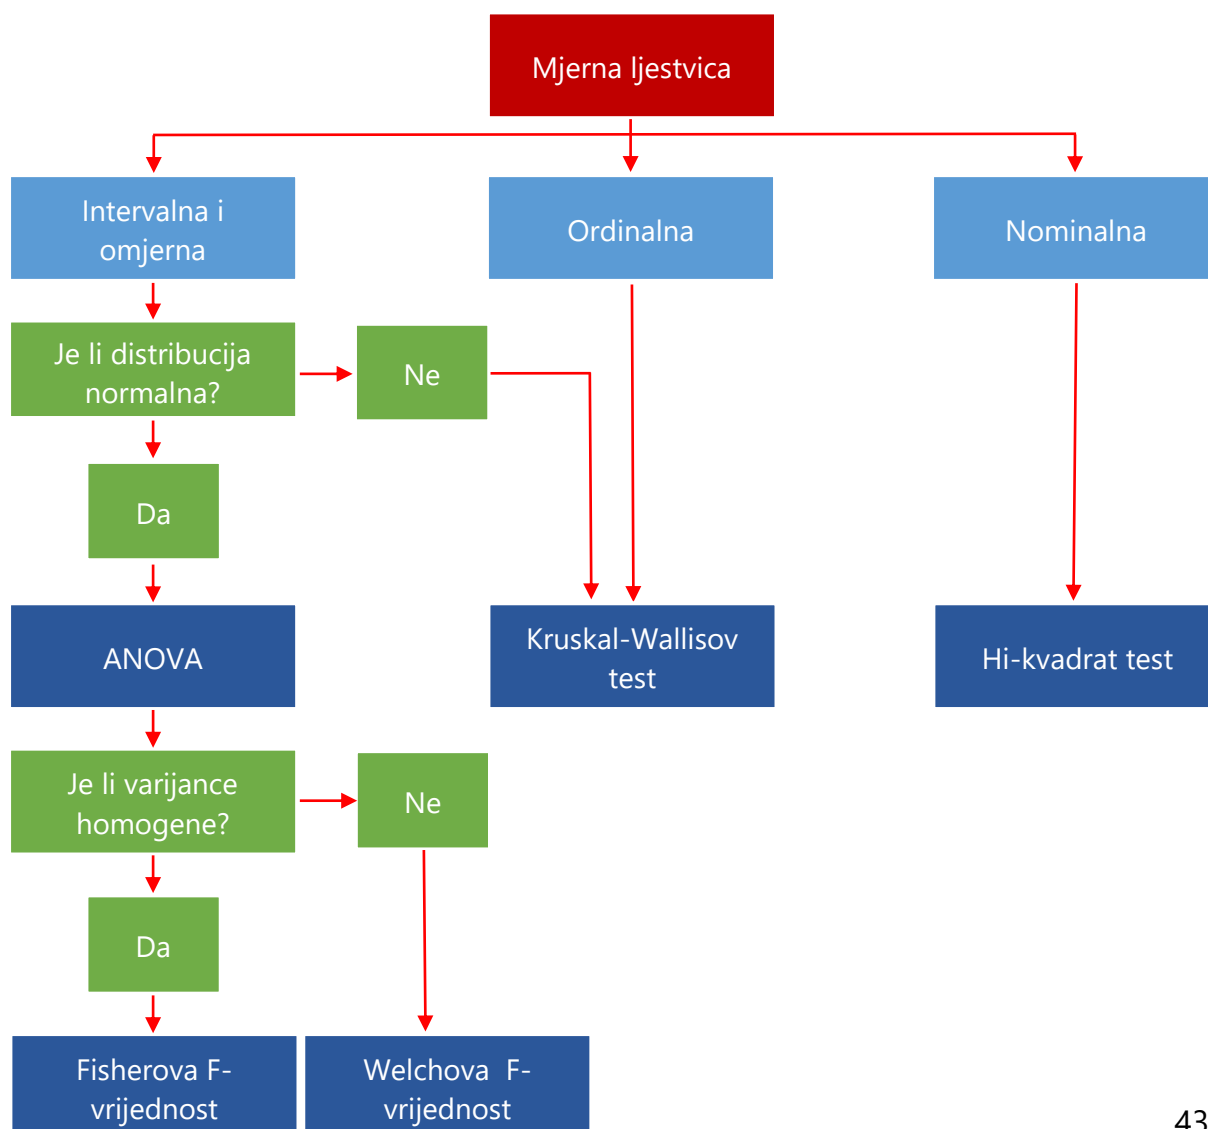 Mjerna ljestvica
Intervalna i
omjerna
Ordinalna
Nominalna
Je li distribucija
normalna?
Ne
Da
ANOVA
Kruskal-Wallisov
test
Hi-kvadrat test
Je li varijance
homogene?
Ne
Da
Fisherova F-
vrijednost
Welchova F-
vrijednost
43